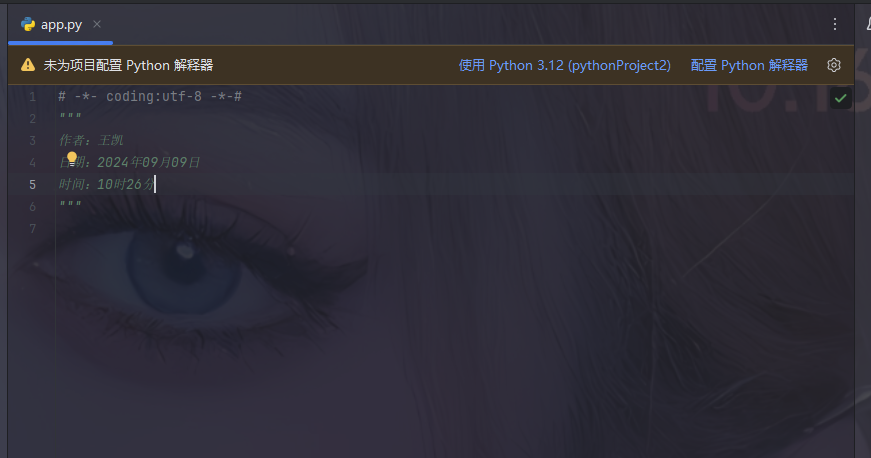 app.py
未为项目配置 Python 解释器 使用 Python 3.12 (pythonProject2) 配置 Python 解释器
1 # -*- coding:utf-8 -*-#
2 """
3 作者：王凯
4 日期：2024年09月09日
5 时间：10时26分
6 """
7